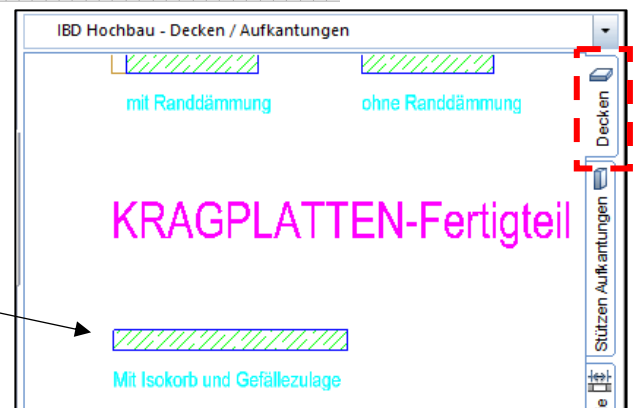 IBD Hochbau - Decken / Aufkantungen
mit Randdämmung
ohne Randdämmung
Decken
KRAGPLATTEN-Fertigteil
Stützen Aufkantungen
Mit Isokorb und Gefällezulage
e